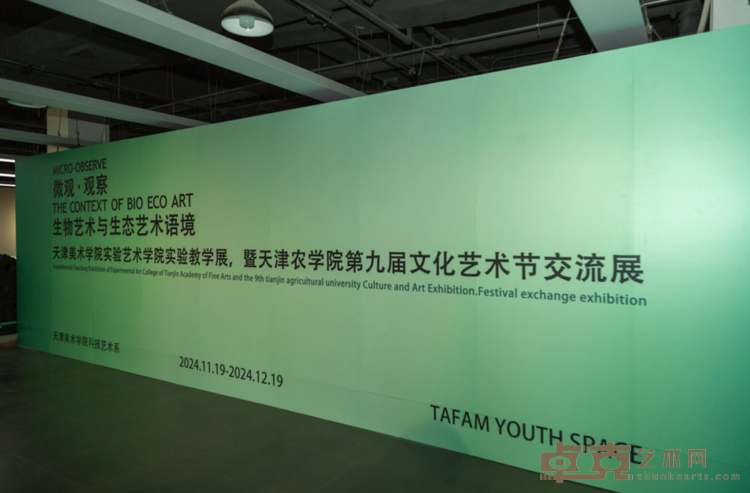 MICRO-OBSERVE
微观·观察
THE CONTEXT OF BIO ECO ART
生物艺术与生态艺术语境
天津美术学院实验艺术学院实验教学展，暨天津农学院第九届文化艺术节交流展
Experimental Teaching Exhibition of Experimental Art College of Tianjin Academy of Fine Arts and the 9th tianjin agricultural university Culture and Art Exhibition.Festival exchange exhibition
天津美术学院科技艺术系
2024.11.19-2024.12.19
TAFAM YOUTH SPACE
卓克艺术网
zhuokearts.com